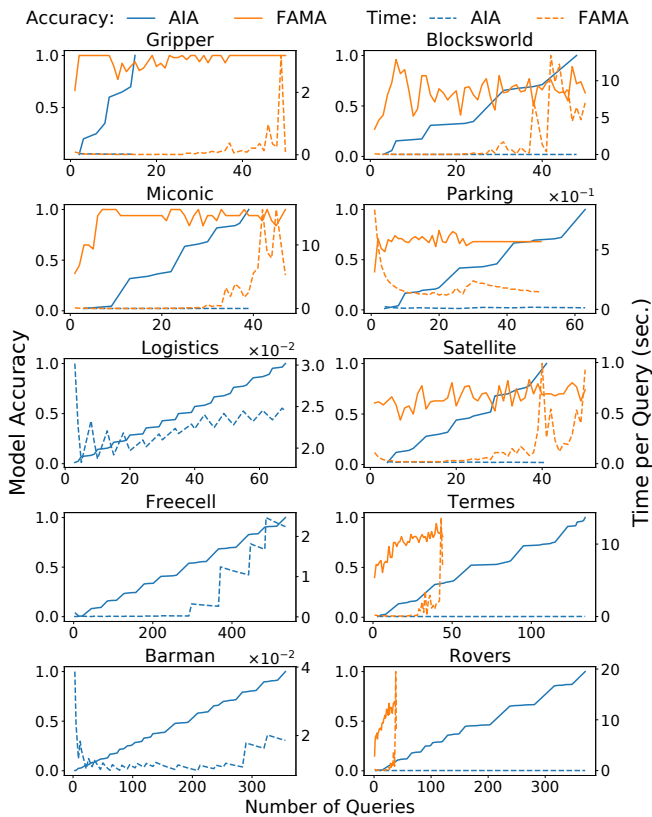 Accuracy: AIA FAMA Time: AIA FAMA
Gripper Blocksworld
1.0
0.5
0 20 40
0
2
1.0
0.5
0.0
0 20 40
0
5
10
Miconic Parking ×10⁻¹
1.0
0.5
0.0
0 20 40
0
10
1.0
0.5
0.0
0 20 40 60
0
5
Logistics ×10⁻² Satellite
1.0
0.5
0.0
0 20 40 60
2.0
2.5
3.0
1.0
0.5
0.0
0 20 40
0
1
Freecell Termes
1.0
0.5
0.0
0 200 400
0
1
2
1.0
0.5
0.0
0 50 100
0
10
Barman ×10⁻² Rovers
1.0
0.5
0.0
0 100 200 300
2
4
1.0
0.5
0.0
0 100 200 300
0
10
20
Model Accuracy
Time per Query (sec.)
Number of Queries